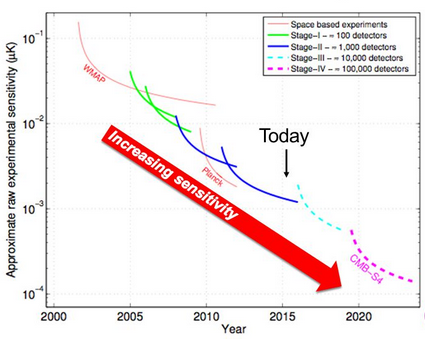 Approximate raw experimental sensitivity (μK)
10⁻¹
10⁻²
10⁻³
10⁻⁴
Space based experiments
Stage-I - ≈ 100 detectors
Stage-II - ≈ 1,000 detectors
Stage-III - ≈ 10,000 detectors
Stage-IV - ≈ 100,000 detectors
WMAP
Today
Planck
Increasing sensitivity
CMB-S4
2000
2005
2010
2015
2020
Year